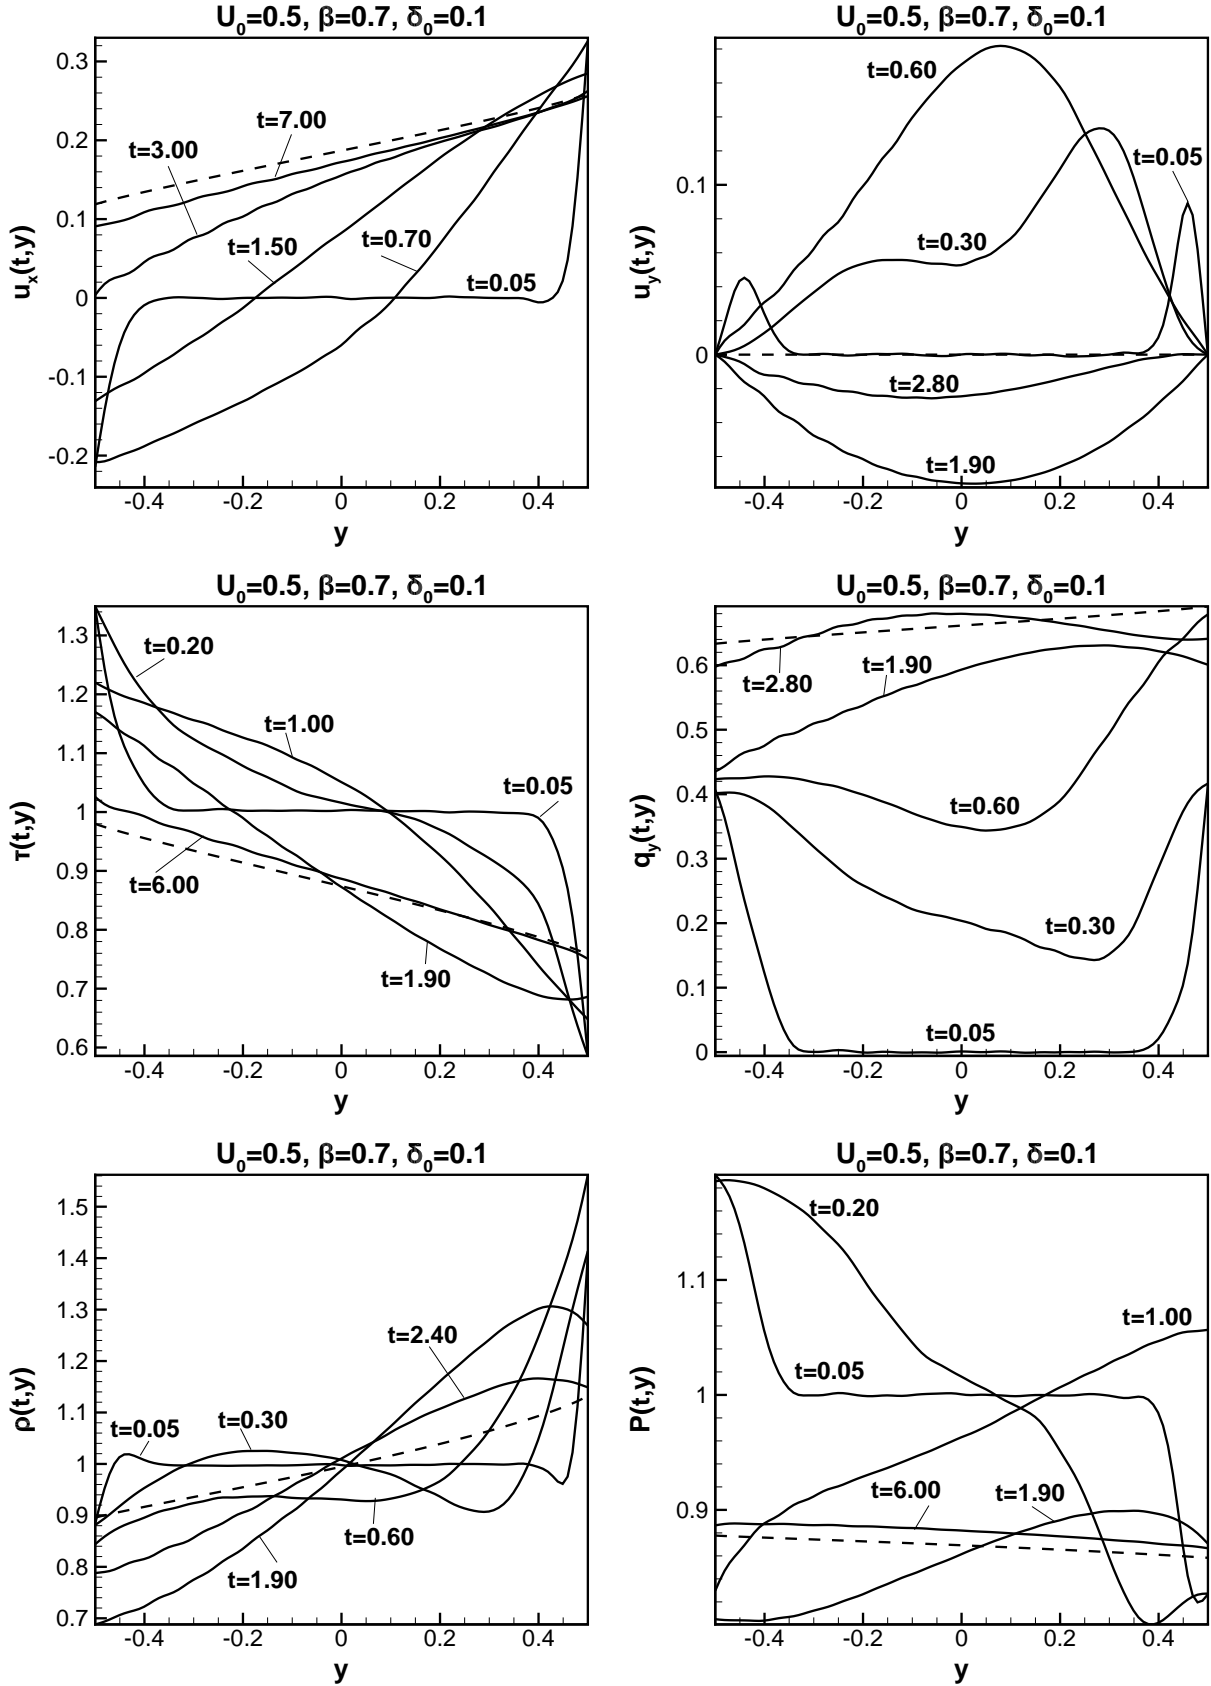 U₀=0.5, β=0.7, δ₀=0.1
uₓ(t,y)
0.3
0.2
0.1
0
-0.1
-0.2
t=7.00
t=3.00
t=1.50
t=0.70
t=0.05
-0.4 -0.2 0 0.2 0.4
y
U₀=0.5, β=0.7, δ₀=0.1
u_y(t,y)
0.1
0
t=0.60
t=0.05
t=0.30
t=2.80
t=1.90
-0.4 -0.2 0 0.2 0.4
y
U₀=0.5, β=0.7, δ₀=0.1
τ(t,y)
1.3
1.2
1.1
1
0.9
0.8
0.7
0.6
t=0.20
t=1.00
t=0.05
t=6.00
t=1.90
-0.4 -0.2 0 0.2 0.4
y
U₀=0.5, β=0.7, δ₀=0.1
q_y(t,y)
0.6
0.5
0.4
0.3
0.2
0.1
0
t=1.90
t=2.80
t=0.60
t=0.30
t=0.05
-0.4 -0.2 0 0.2 0.4
y
U₀=0.5, β=0.7, δ₀=0.1
ρ(t,y)
1.5
1.4
1.3
1.2
1.1
1
0.9
0.8
0.7
t=2.40
t=0.30
t=0.05
t=0.60
t=1.90
-0.4 -0.2 0 0.2 0.4
y
U₀=0.5, β=0.7, δ=0.1
P(t,y)
1.1
1
0.9
t=0.20
t=1.00
t=0.05
t=6.00
t=1.90
-0.4 -0.2 0 0.2 0.4
y